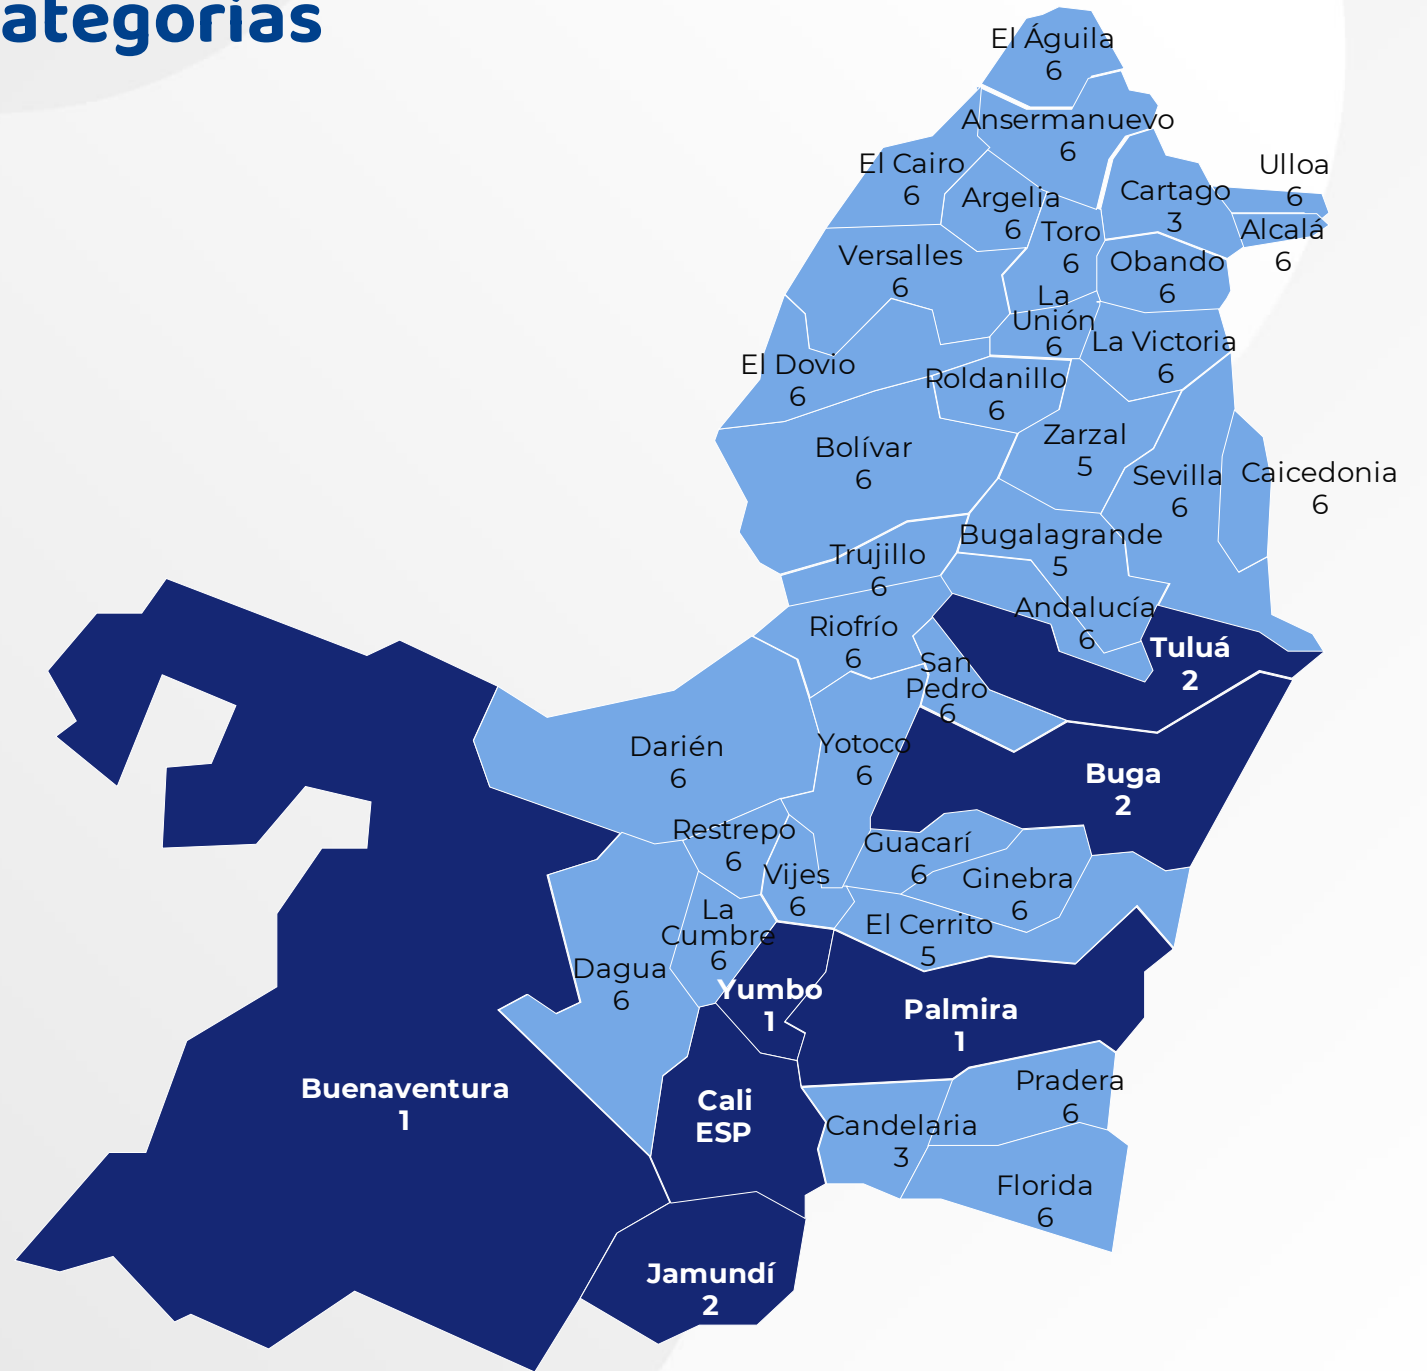 ategorías
El Águila
6
Ansermanuevo
6
El Cairo
6
Argelia
6
Cartago
3
Ulloa
6
Alcalá
6
Toro
6
Obando
6
Versalles
6
La
Unión
6
La Victoria
6
El Dovio
6
Roldanillo
6
Bolívar
6
Zarzal
5
Sevilla
6
Caicedonia
6
Bugalagrande
5
Trujillo
6
Andalucía
6
Riofrío
6
Tuluá
2
San
Pedro
6
Darién
6
Yotoco
6
Buga
2
Restrepo
6
Vijes
6
Guacarí
6
Ginebra
6
La
Cumbre
6
El Cerrito
5
Dagua
6
Yumbo
1
Palmira
1
Buenaventura
1
Cali
ESP
Pradera
6
Candelaria
3
Florida
6
Jamundí
2